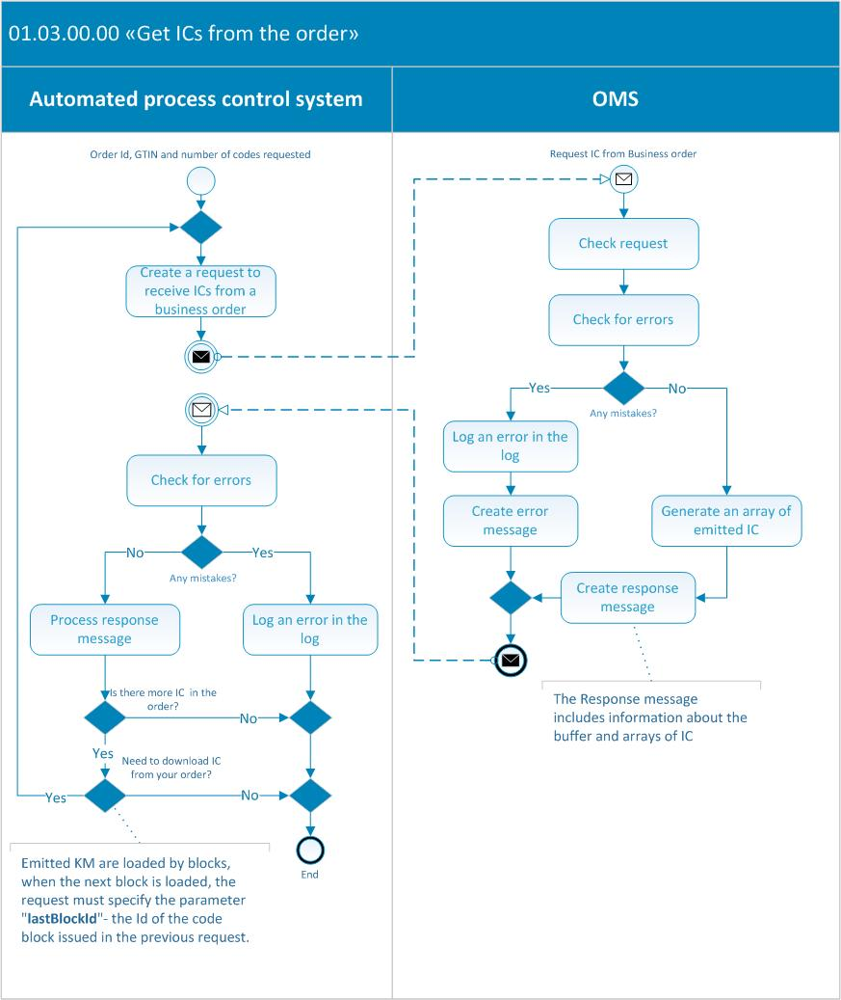 01.03.00.00 «Get ICs from the order»
Automated process control system
OMS
Order Id, GTIN and number of codes requested
Create a request to
receive ICs from a
business order
Check for errors
Any mistakes?
No
Yes
Process response
message
Log an error in the
log
Is there more IC in the
order?
No
Yes
Need to download IC
from your order?
Yes
No
End
Emitted KM are loaded by blocks,
when the next block is loaded, the
request must specify the parameter
"lastBlockId"- the Id of the code
block issued in the previous request.
Request IC from Business order
Check request
Check for errors
Yes
No
Any mistakes?
Log an error in the
log
Create error
message
Generate an array of
emitted IC
Create response
message
The Response message
includes information about the
buffer and arrays of IC